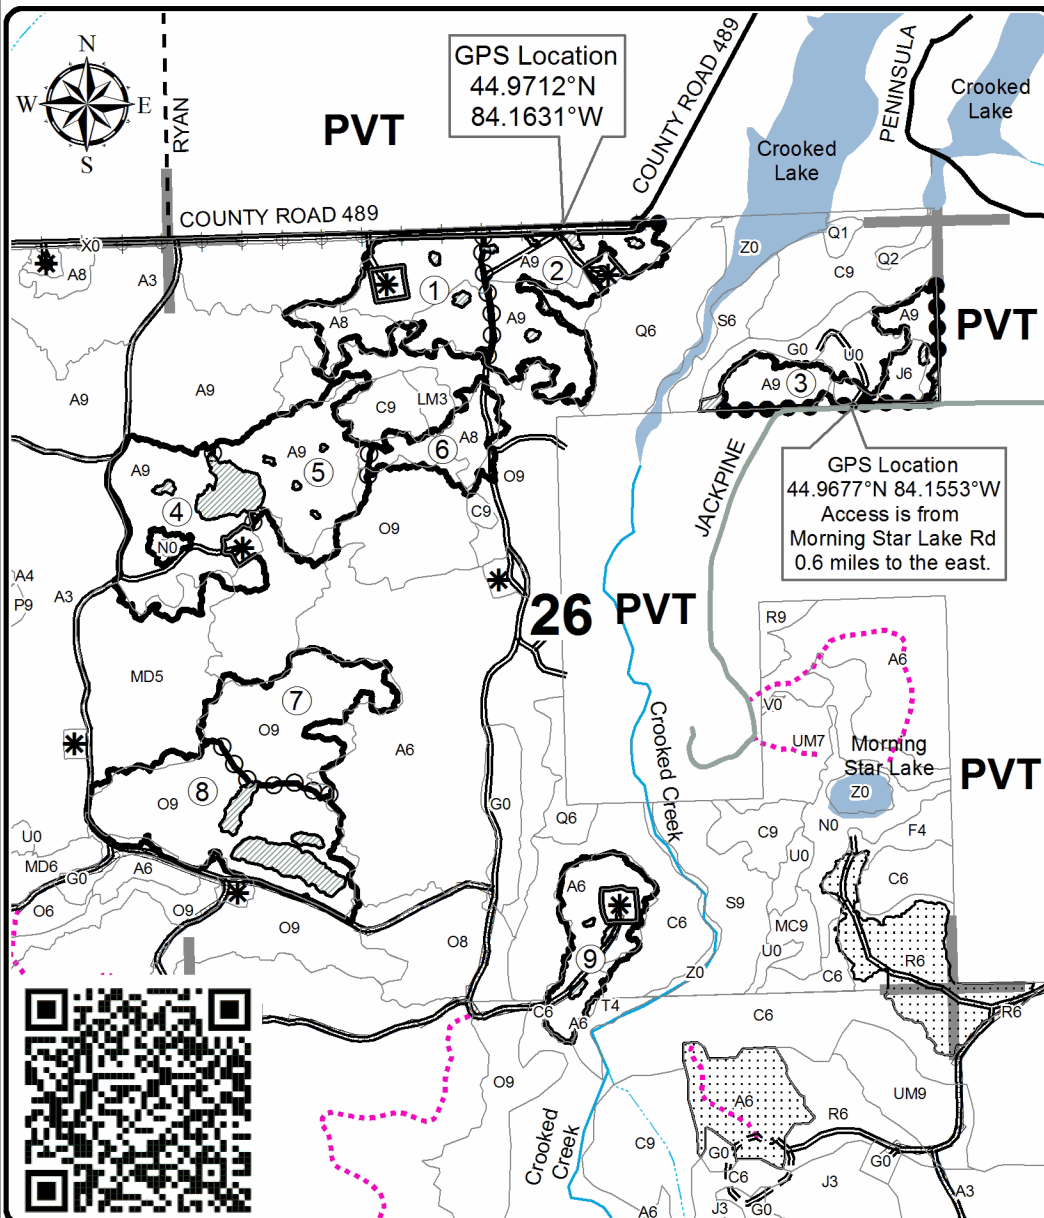 N
W
E
S
RYAN
PVT
GPS Location
44.9712°N
84.1631°W
COUNTY ROAD 489
PENINSULA
Crooked
Lake
Crooked
Lake
COUNTY ROAD 489
X0
A8
A3
A9
2
Z0
Q1
C9
Q2
1
A8
A9
Q6
S6
A9
PVT
G0
U0
J6
A9
3
A9
A9
C9
LM3
A8
6
A9
5
A9
4
N0
O9
O9
C9
JACKPINE
GPS Location
44.9677°N 84.1553°W
Access is from
Morning Star Lake Rd
0.6 miles to the east.
A4
P9
A3
26
PVT
R9
A6
MD5
7
O9
A6
V0
UM7
Morning
Star Lake
Z0
PVT
Crooked Creek
8
O9
G0
Q6
C9
U0
N0
F4
U0
MD6
G0
A6
O6
O9
O9
O8
A6
9
C6
S9
MC9
U0
C6
C6
R6
Z0
C6
A6
T4
C6
R6
O9
Crooked
Creek
C9
A6
A6
G0
C6
J3
G0
R6
UM9
J3
G0
A3